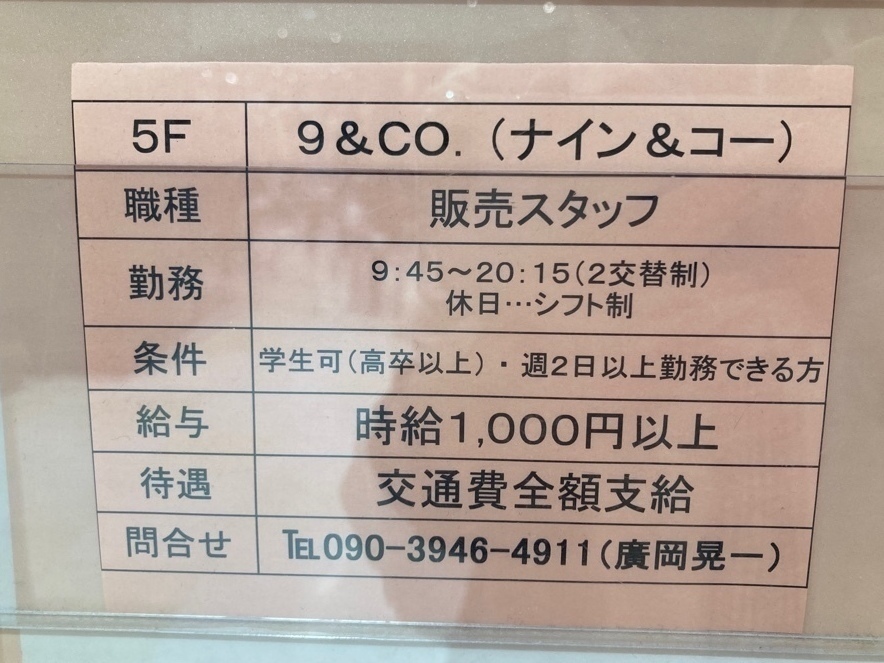 5F 9&CO.(ナイン&コー)
職種 販売スタッフ
勤務 9:45～20:15(2交替制)
休日…シフト制
条件 学生可(高卒以上)・週2日以上勤務できる方
給与 時給1,000円以上
待遇 交通費全額支給
問合せ ℡090-3946-4911(廣岡晃一)